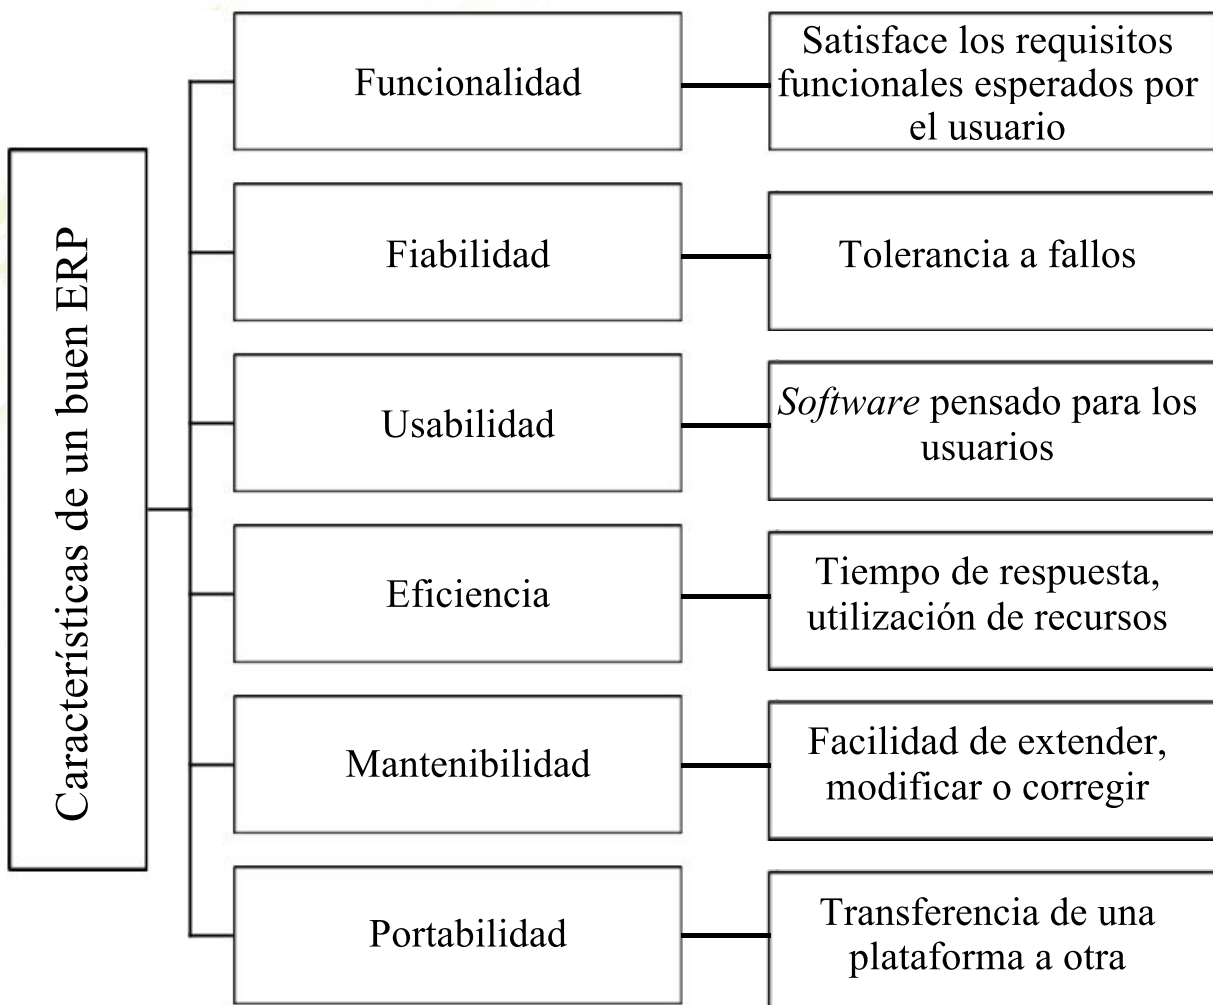 Características de un buen ERP
Funcionalidad
Satisface los requisitos
funcionales esperados por
el usuario
Fiabilidad
Tolerancia a fallos
Usabilidad
Software pensado para los
usuarios
Eficiencia
Tiempo de respuesta,
utilización de recursos
Mantenibilidad
Facilidad de extender,
modificar o corregir
Portabilidad
Transferencia de una
plataforma a otra